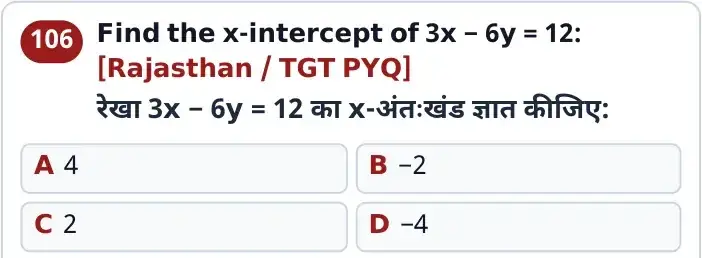 106 Find the x-intercept of 3x − 6y = 12:
[Rajasthan / TGT PYQ]
रेखा 3x − 6y = 12 का x-अंतःखंड ज्ञात कीजिए:
A 4
B −2
C 2
D −4